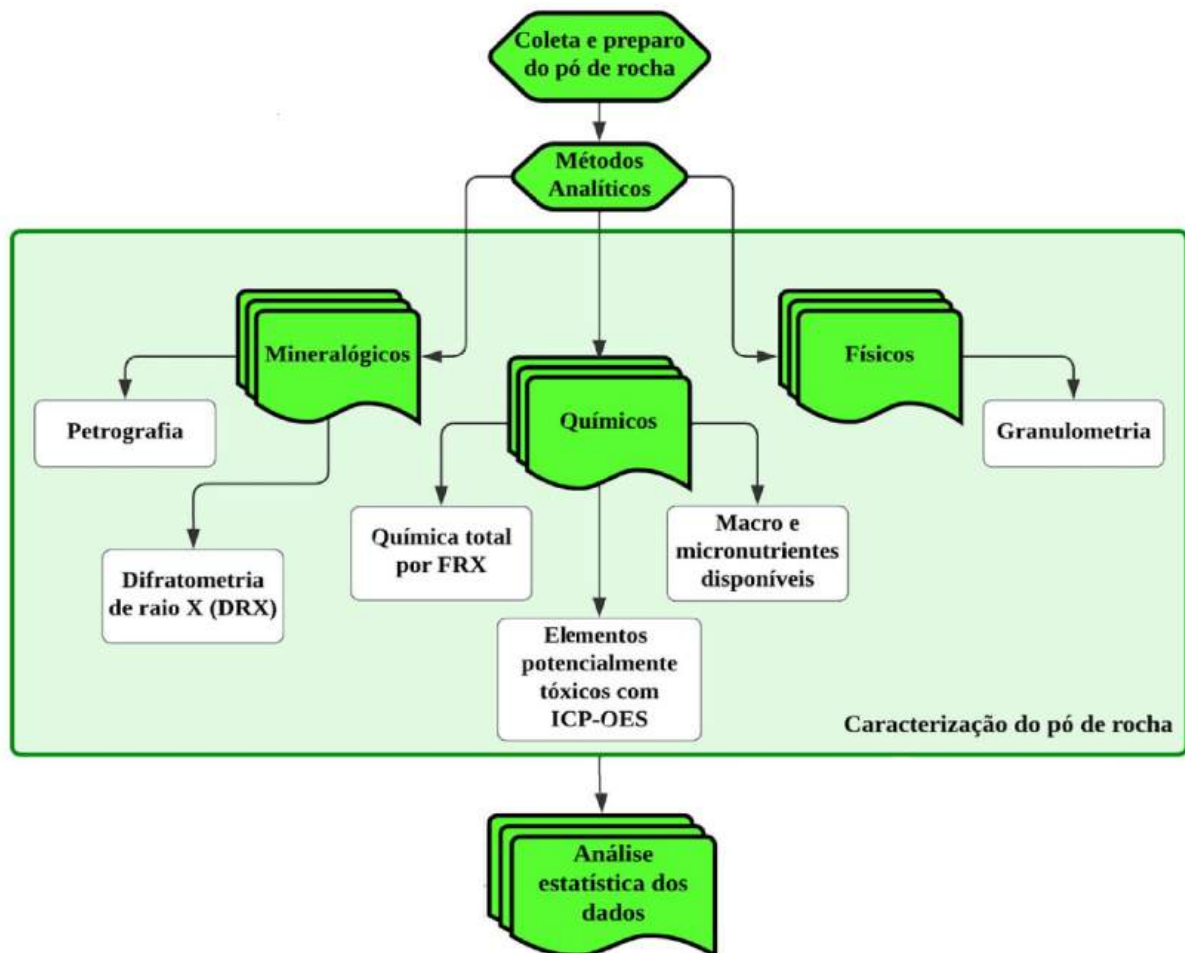 Coleta e preparo
do pó de rocha
Métodos
Analíticos
Mineralógicos
Físicos
Químicos
Petrografia
Granulometria
Difratometria
de raio X (DRX)
Química total
por FRX
Macro e
micronutrientes
disponíveis
Elementos
potencialmente
tóxicos com
ICP-OES
Caracterização do pó de rocha
Análise
estatística dos
dados